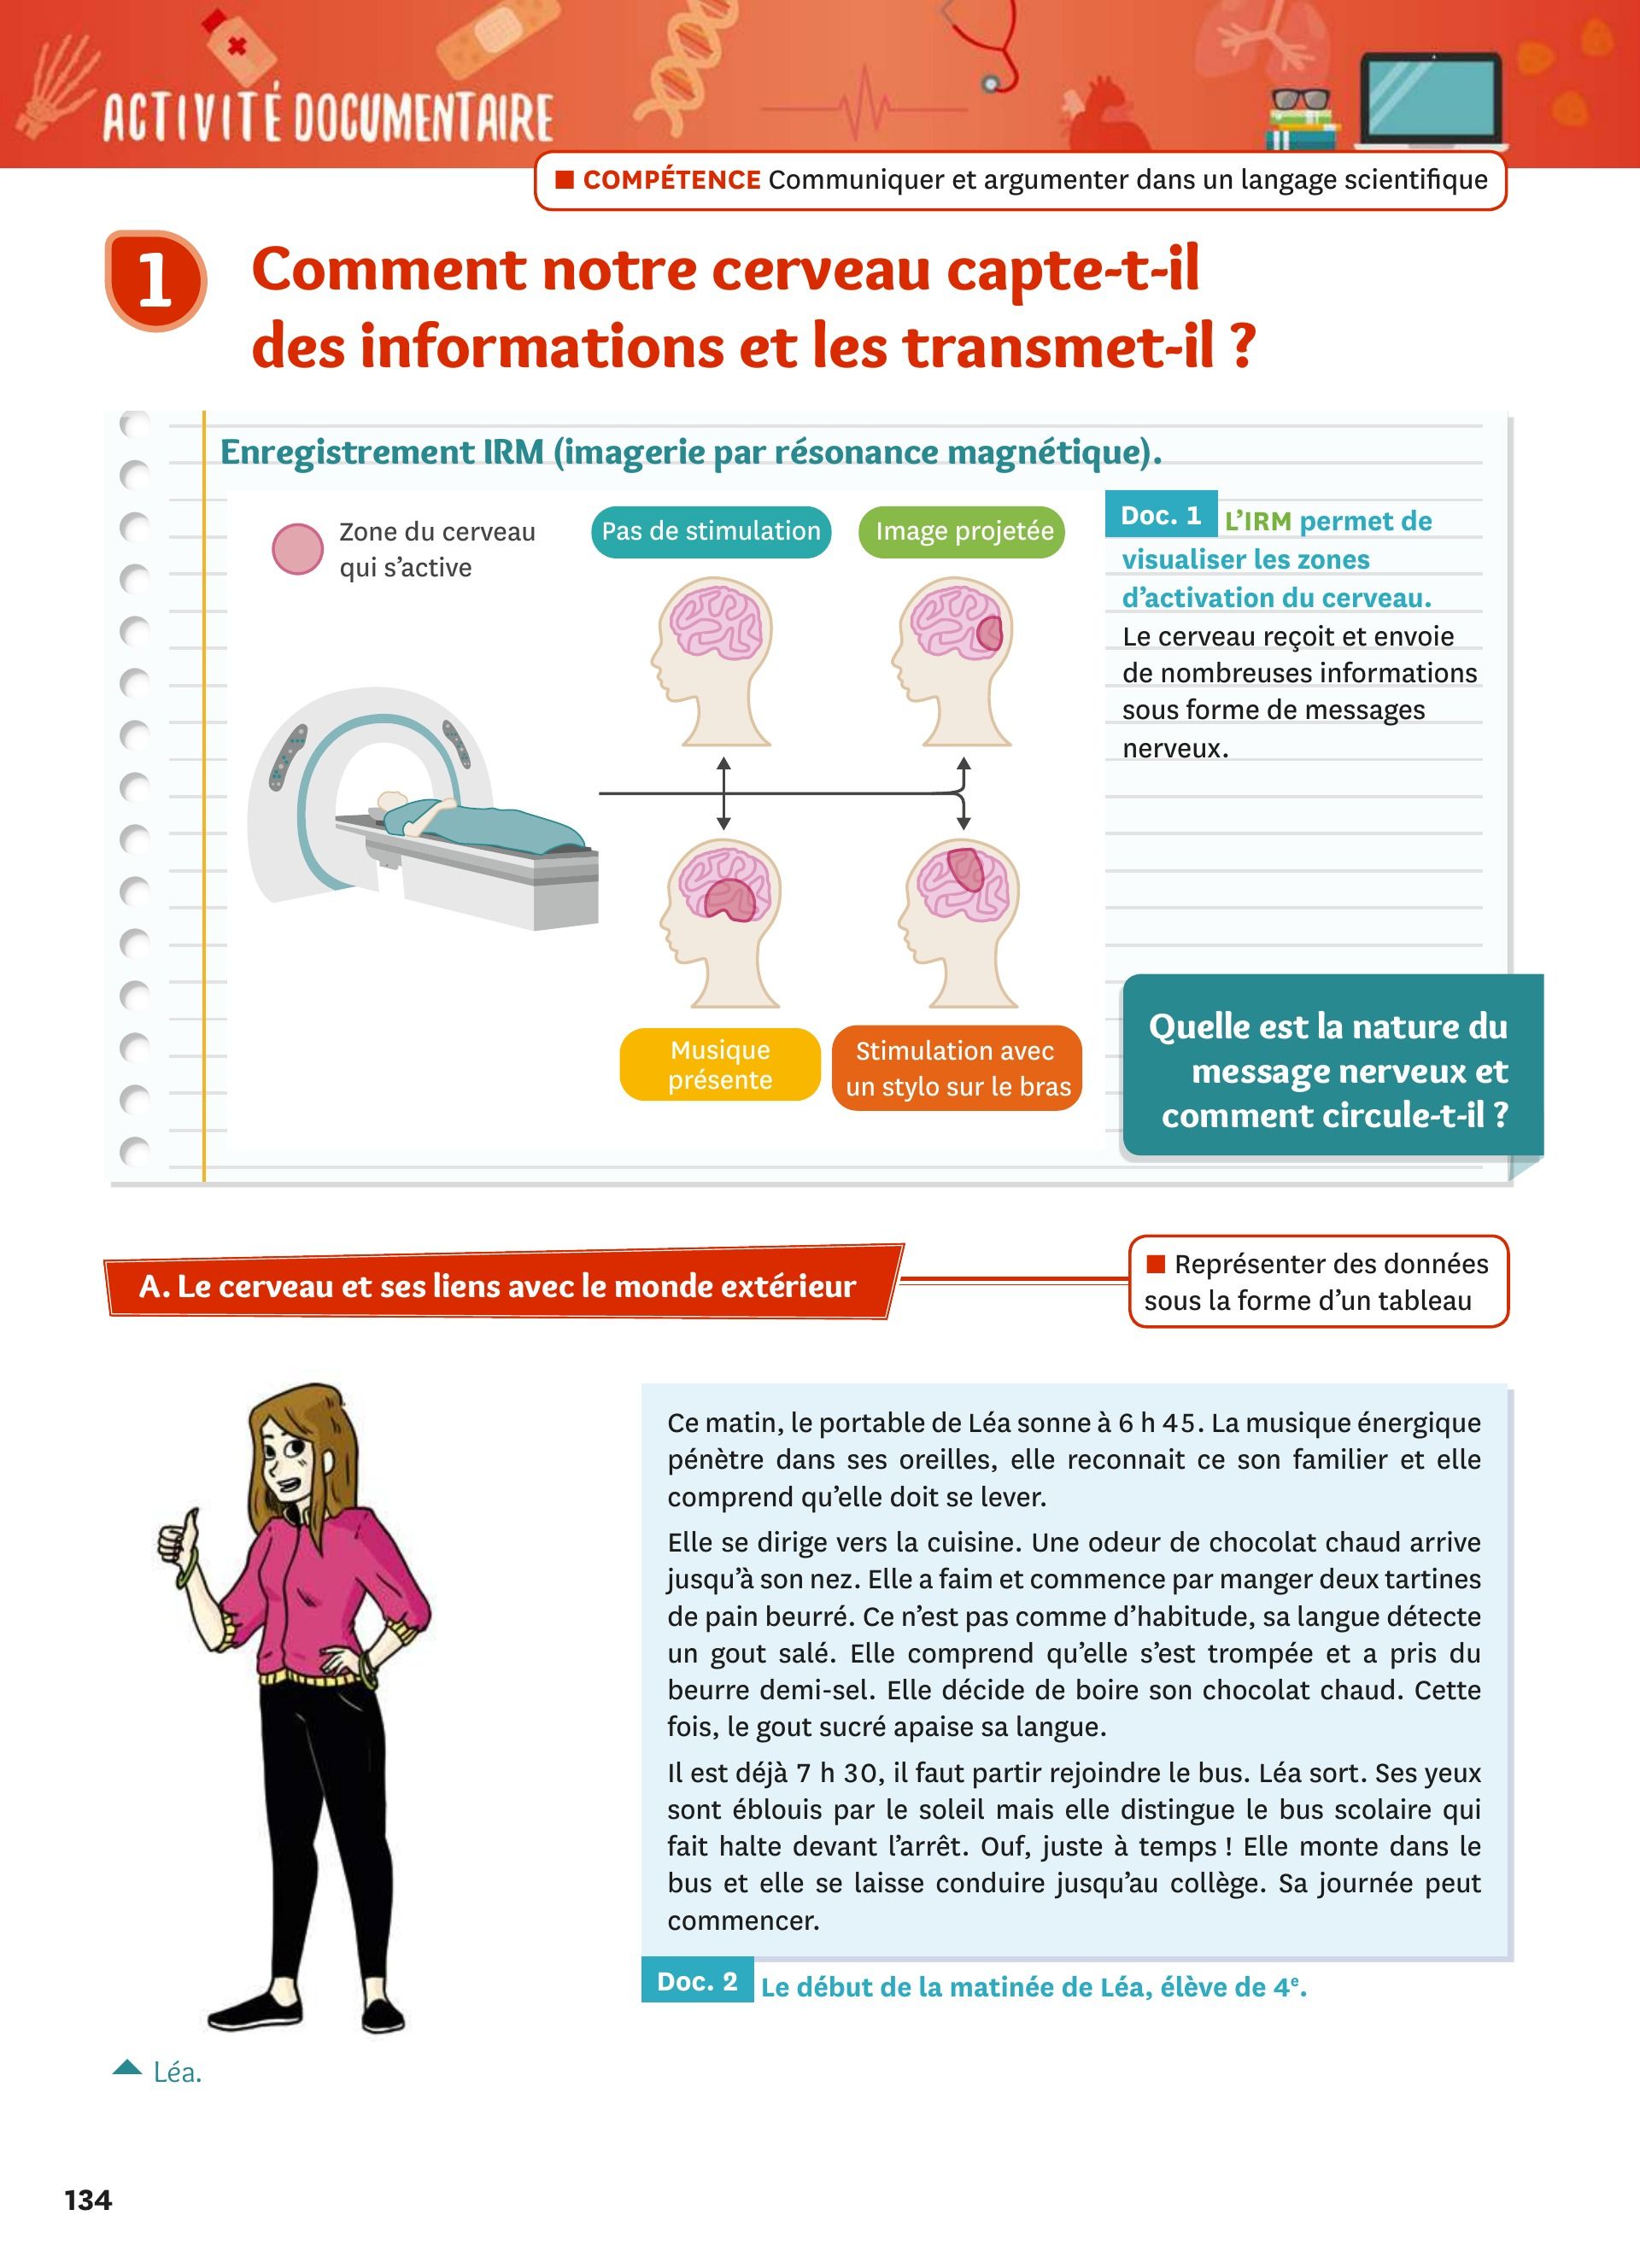 ACTIVITÉ DOCUMENTAIRE
■ COMPÉTENCE Communiquer et argumenter dans un langage scientifique
1
Comment notre cerveau capte-t-il
des informations et les transmet-il ?
Enregistrement IRM (imagerie par résonance magnétique).
Zone du cerveau
qui s'active
Pas de stimulation
Image projetée
Musique
présente
Stimulation avec
un stylo sur le bras
Doc. 1 L'IRM permet de
visualiser les zones
d'activation du cerveau.
Le cerveau reçoit et envoie
de nombreuses informations
sous forme de messages
nerveux.
Quelle est la nature du
message nerveux et
comment circule-t-il ?
A. Le cerveau et ses liens avec le monde extérieur
■ Représenter des données
sous la forme d'un tableau
Ce matin, le portable de Léa sonne à 6 h 45. La musique énergique
pénètre dans ses oreilles, elle reconnait ce son familier et elle
comprend qu'elle doit se lever.
Elle se dirige vers la cuisine. Une odeur de chocolat chaud arrive
jusqu'à son nez. Elle a faim et commence par manger deux tartines
de pain beurré. Ce n'est pas comme d'habitude, sa langue détecte
un gout salé. Elle comprend qu'elle s'est trompée et a pris du
beurre demi-sel. Elle décide de boire son chocolat chaud. Cette
fois, le gout sucré apaise sa langue.
Il est déjà 7 h 30, il faut partir rejoindre le bus. Léa sort. Ses yeux
sont éblouis par le soleil mais elle distingue le bus scolaire qui
fait halte devant l'arrêt. Ouf, juste à temps ! Elle monte dans le
bus et elle se laisse conduire jusqu'au collège. Sa journée peut
commencer.
Doc. 2 Le début de la matinée de Léa, élève de 4e.
Léa.
134